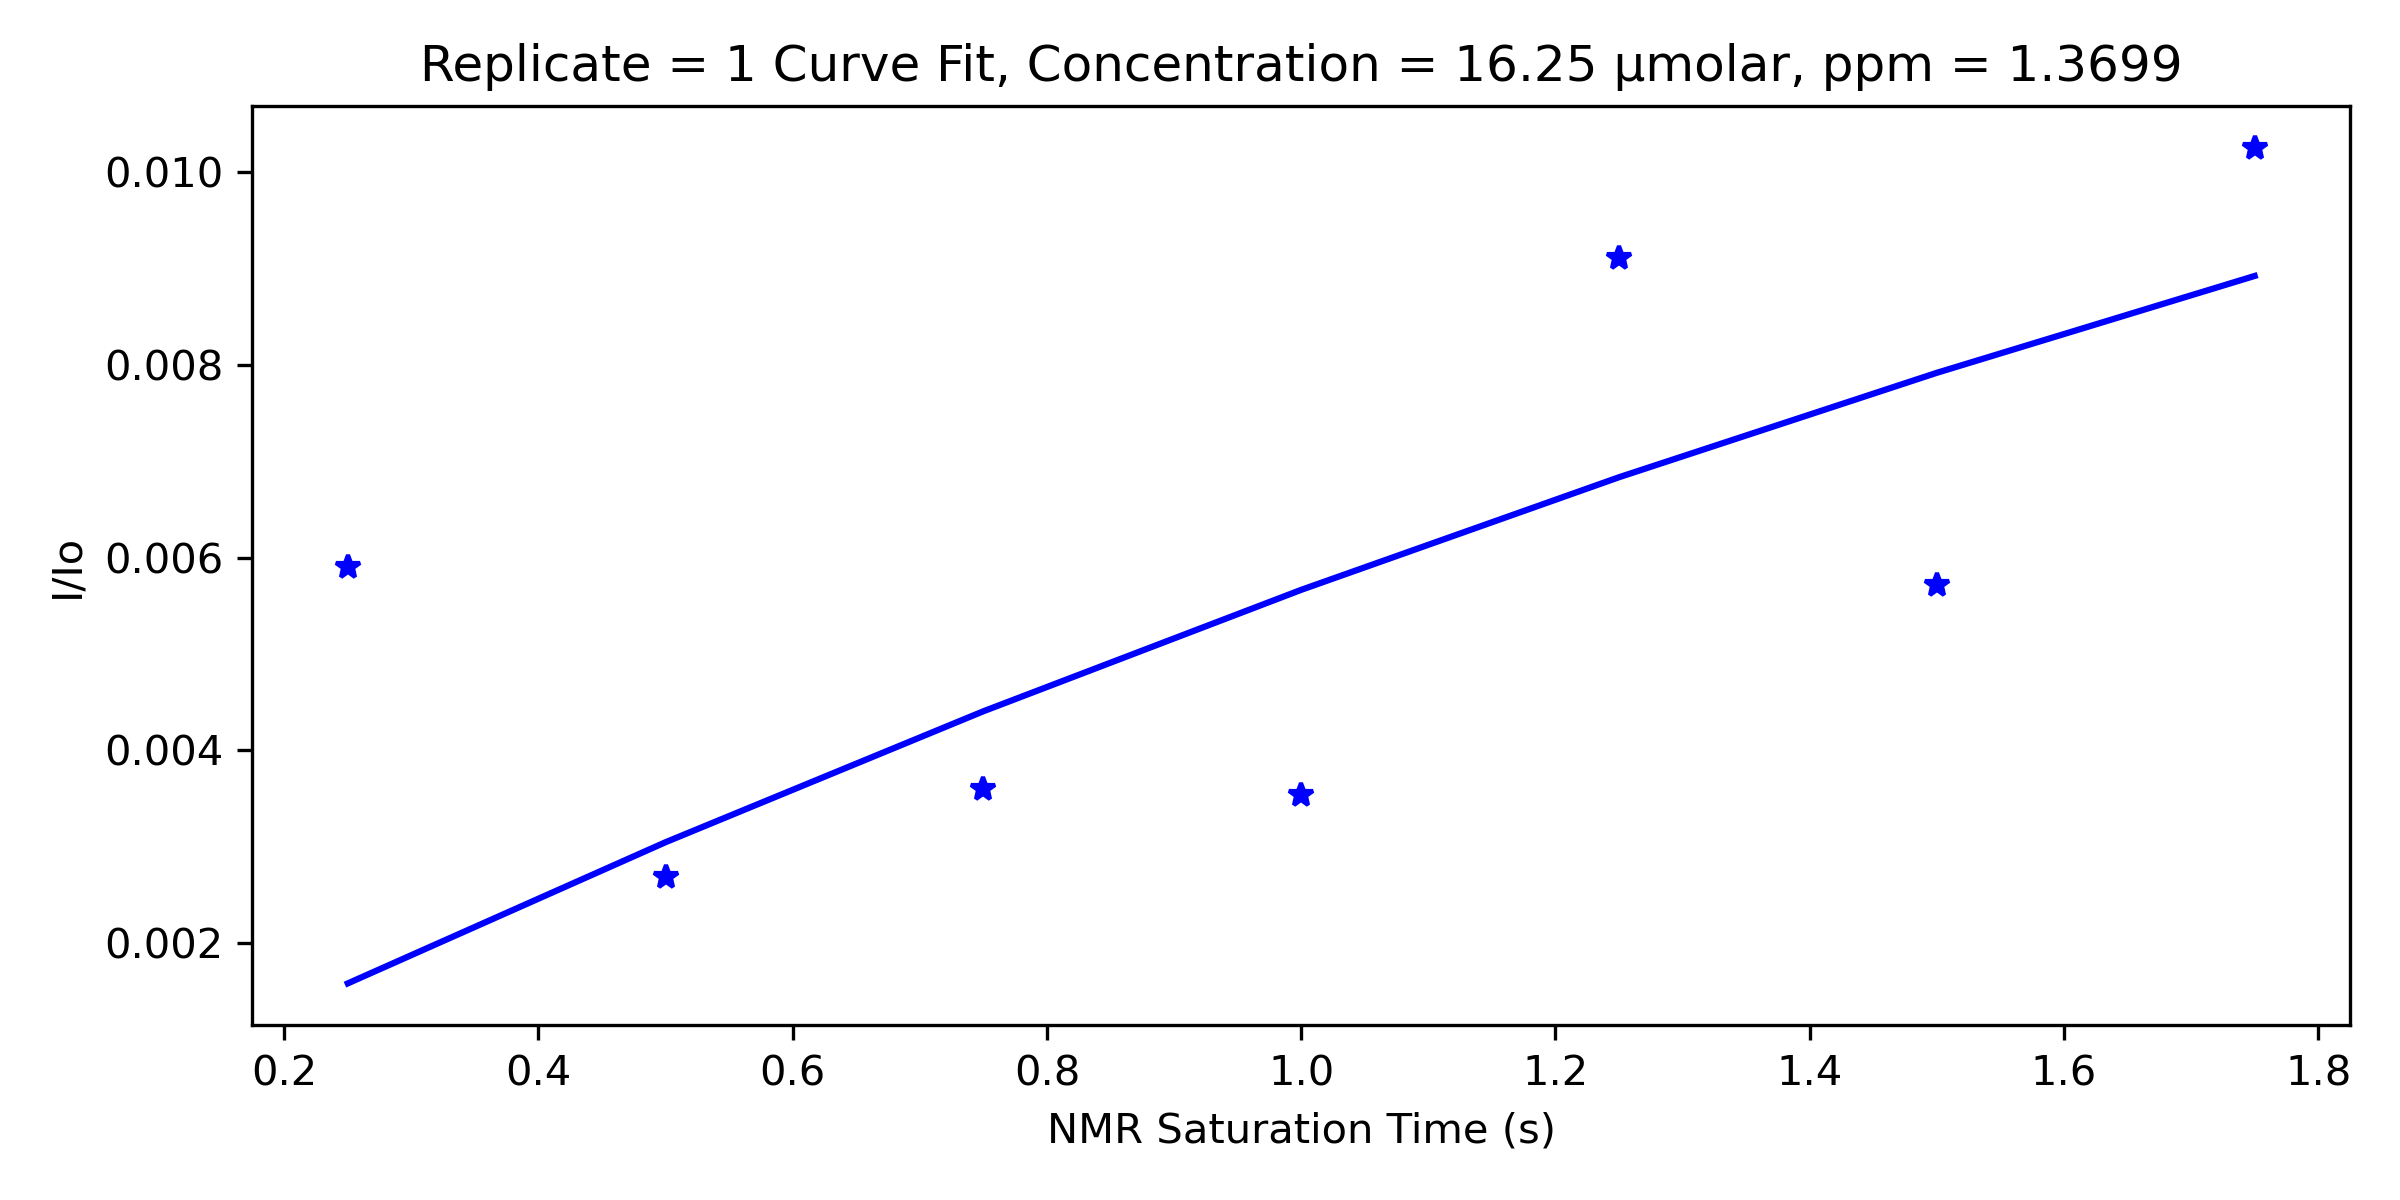 Replicate = 1 Curve Fit, Concentration = 16.25 μmolar, ppm = 1.3699
0.010
0.008
0.006
0.004
0.002
I/Io
0.2 0.4 0.6 0.8 1.0 1.2 1.4 1.6 1.8
NMR Saturation Time (s)